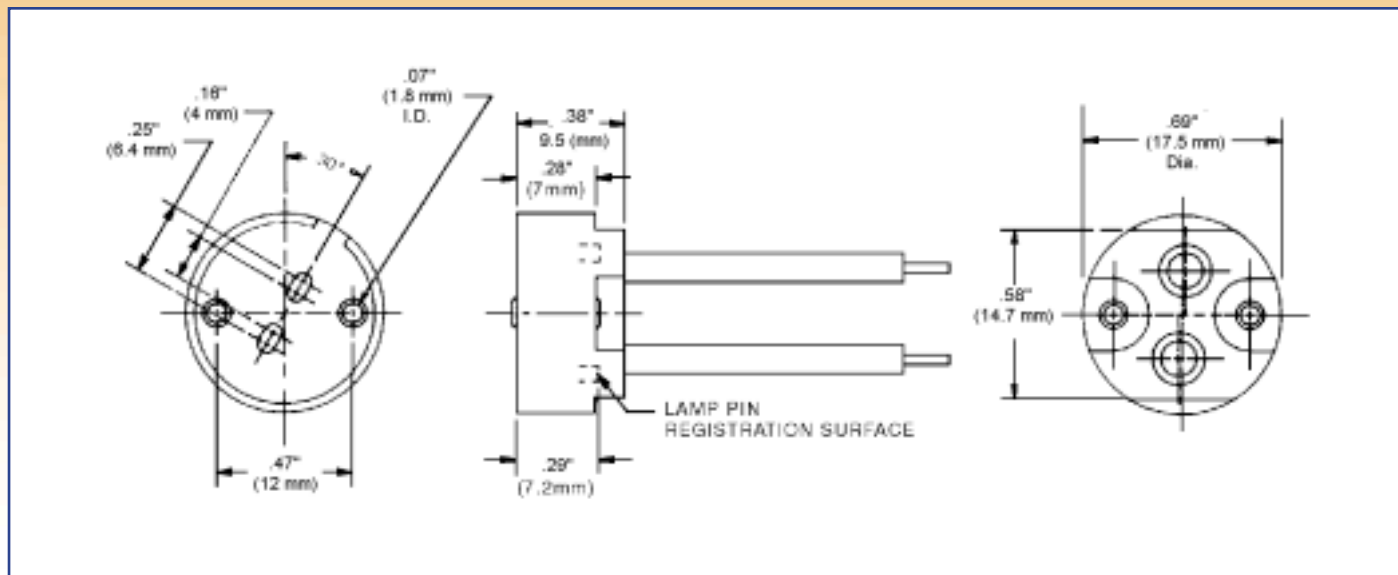 .16"
(4 mm)
.25"
(6.4 mm)
.07"
(1.8 mm)
I.D.
30°
.47"
(12 mm)
.38"
9.5 (mm)
.28"
(7mm)
LAMP PIN
REGISTRATION SURFACE
.29"
(7.2mm)
.69"
(17.5 mm)
Dia.
.58"
(14.7 mm)